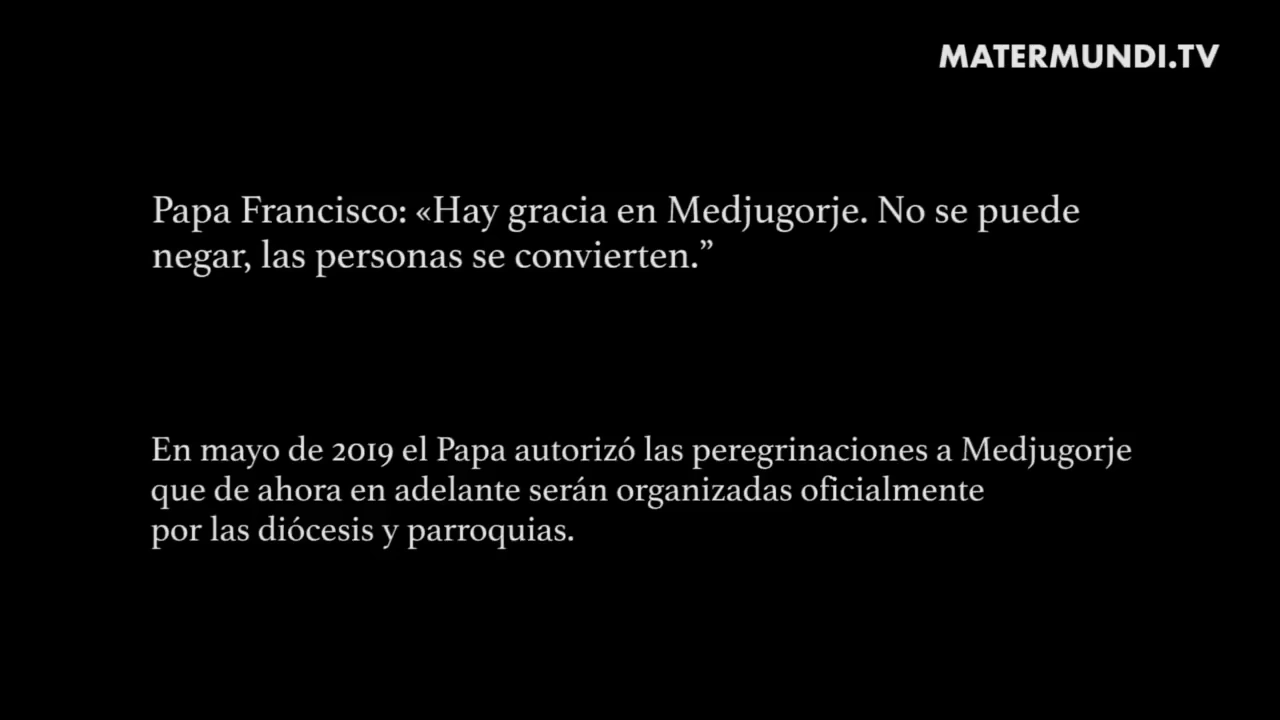 MATERMUNDI.TV
Papa Francisco: «Hay gracia en Medjugorje. No se puede
negar, las personas se convierten.”
En mayo de 2019 el Papa autorizó las peregrinaciones a Medjugorje
que de ahora en adelante serán organizadas oficialmente
por las diócesis y parroquias.